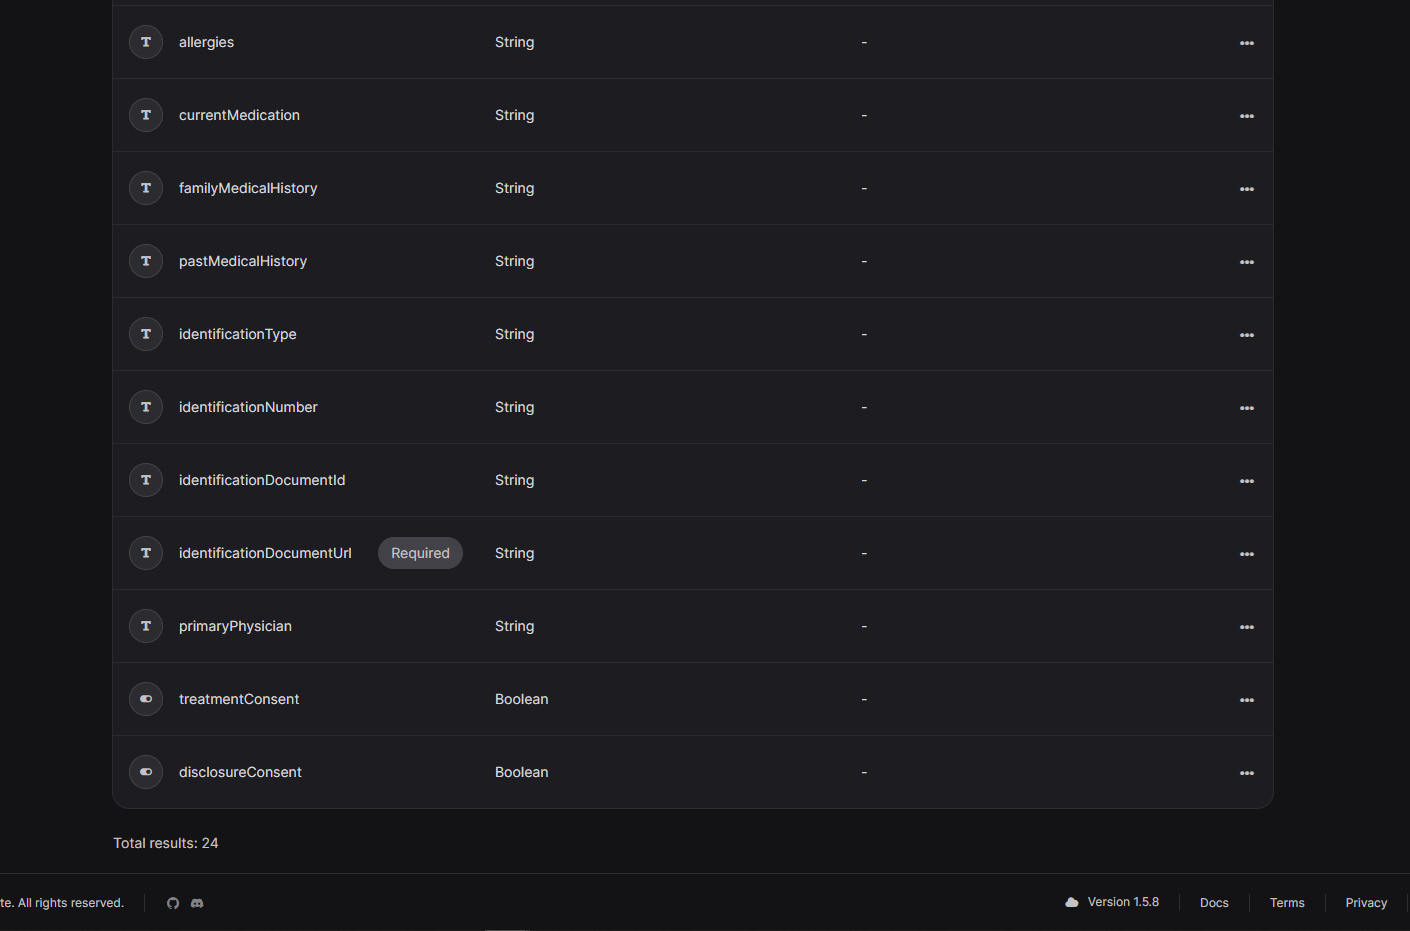 allergies String -
currentMedication String -
familyMedicalHistory String -
pastMedicalHistory String -
identificationType String -
identificationNumber String -
identificationDocumentId String -
identificationDocumentUrl Required String -
primaryPhysician String -
treatmentConsent Boolean -
disclosureConsent Boolean -
Total results: 24
te. All rights reserved. Version 1.5.8 Docs Terms Privacy